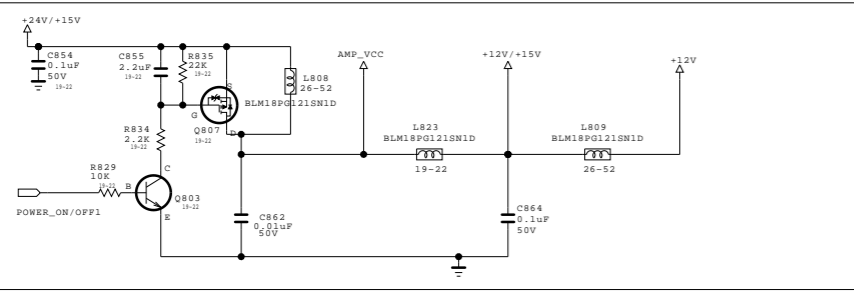 +24V/+15V
C854
0.1uF
50V
19-22
C855
2.2uF
19-22
R835
22K
19-22
S
L808
26-52
BLM18PG121SN1D
G
D
Q807
19-22
R834
2.2K
19-22
R829
10K
19-22
POWER_ON/OFF1
B
C
E
Q803
19-22
C862
0.01uF
50V
AMP_VCC
L823
BLM18PG121SN1D
19-22
+12V/+15V
C864
0.1uF
50V
L809
BLM18PG121SN1D
26-52
+12V